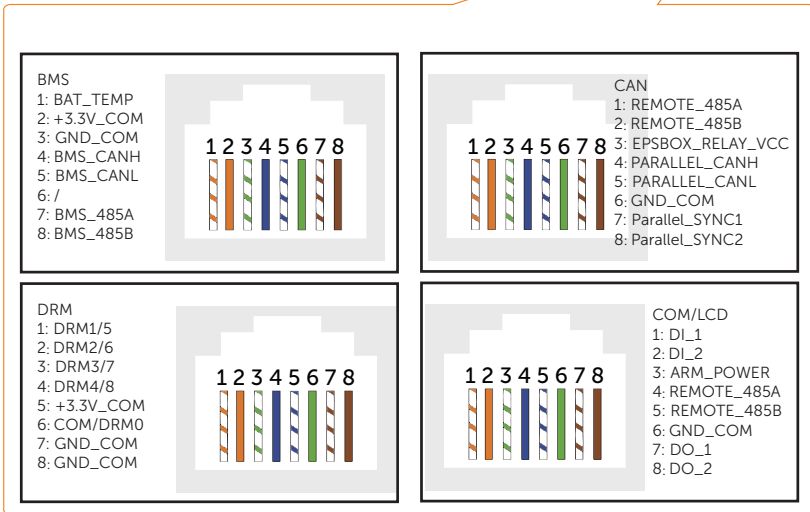 BMS
1: BAT_TEMP
2: +3.3V_COM
3: GND_COM
4: BMS_CANH
5: BMS_CANL
6: /
7: BMS_485A
8: BMS_485B
1 2 3 4 5 6 7 8
CAN
1: REMOTE_485A
2: REMOTE_485B
3: EPSBOX_RELAY_VCC
4: PARALLEL_CANH
5: PARALLEL_CANL
6: GND_COM
7: Parallel_SYNC1
8: Parallel_SYNC2
1 2 3 4 5 6 7 8
DRM
1: DRM1/5
2: DRM2/6
3: DRM3/7
4: DRM4/8
5: +3.3V_COM
6: COM/DRM0
7: GND_COM
8: GND_COM
1 2 3 4 5 6 7 8
COM/LCD
1: DI_1
2: DI_2
3: ARM_POWER
4: REMOTE_485A
5: REMOTE_485B
6: GND_COM
7: DO_1
8: DO_2
1 2 3 4 5 6 7 8